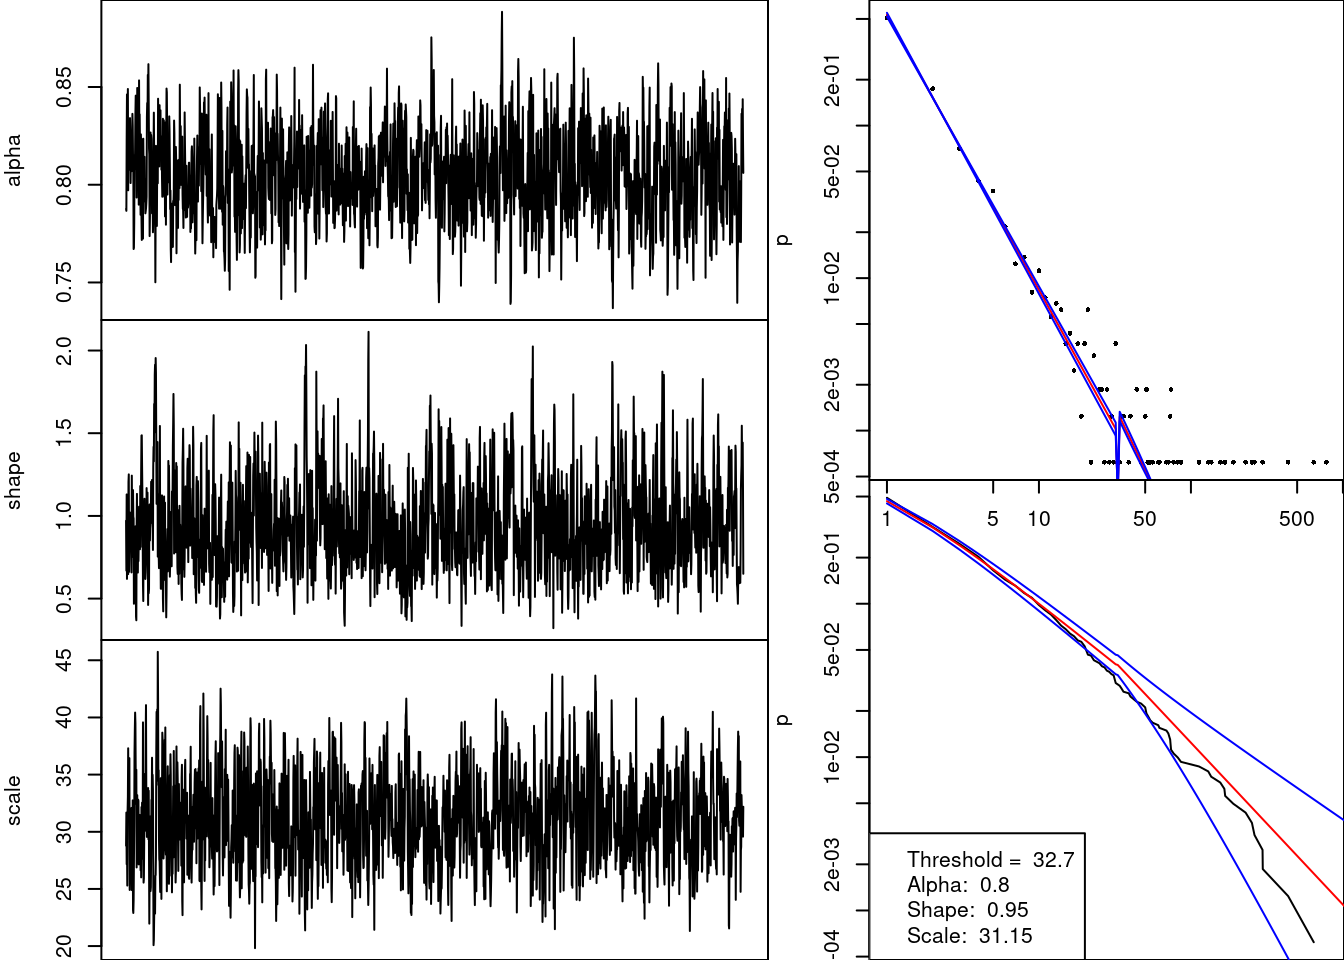 alpha
0.85
0.80
0.75
shape
2.0
1.5
1.0
0.5
scale
45
40
35
30
25
20
p
2e-01
5e-02
1e-02
2e-03
5e-04
1 5 10 50 500
p
2e-01
5e-02
1e-02
2e-03
-04
Threshold = 32.7
Alpha: 0.8
Shape: 0.95
Scale: 31.15